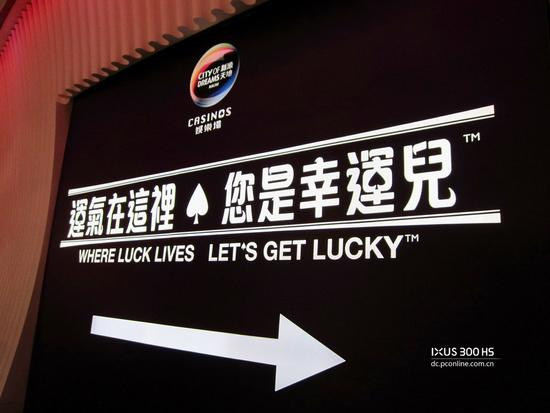 CITY OF 新濠
DREAMS 天地
CASINOS
娛樂場
運氣在這裡♠您是幸運兒™
WHERE LUCK LIVES LET'S GET LUCKY™
IXUS 300 HS
dc.pconline.com.cn